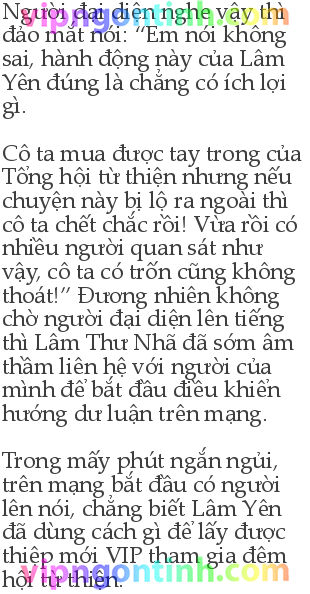 Người đại diện nghe vậy thì
đảo mắt nói: “Em nói không
sai, hành động này của Lâm
Yên đúng là chẳng có ích lợi
gì.
Cô ta mua được tay trong của
Tổng hội từ thiện nhưng nếu
chuyện này bị lộ ra ngoài thì
cô ta chết chắc rồi! Vừa rồi có
nhiều người quan sát như
vậy, cô ta có trốn cũng không
thoát!” Đương nhiên không
chờ người đại diện lên tiếng
thì Lâm Thư Nhã đã sớm âm
thầm liên hệ với người của
mình để bắt đầu điều khiển
hướng dư luận trên mạng.
Trong mấy phút ngắn ngủi,
trên mạng bắt đầu có người
lên nói, chẳng biết Lâm Yên
đã dùng cách gì để lấy được
thiệp mời VIP tham gia đêm
hội từ thiện.
vipngontinh.com
vipngontinh.com